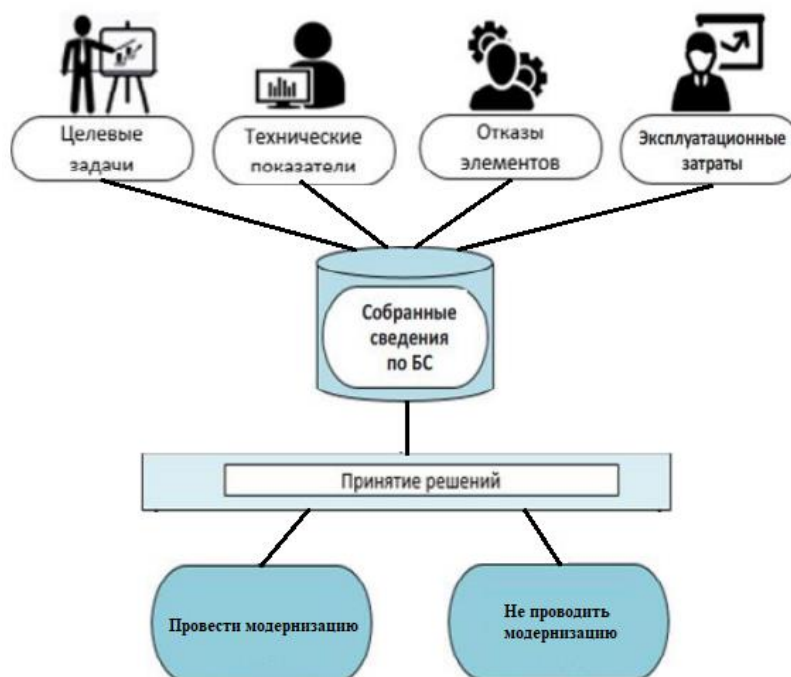 Целевые
задачи
Технические
показатели
Отказы
элементов
Эксплуатационные
затраты
Собранные
сведения
по БС
Принятие решений
Провести модернизацию
Не проводить
модернизацию